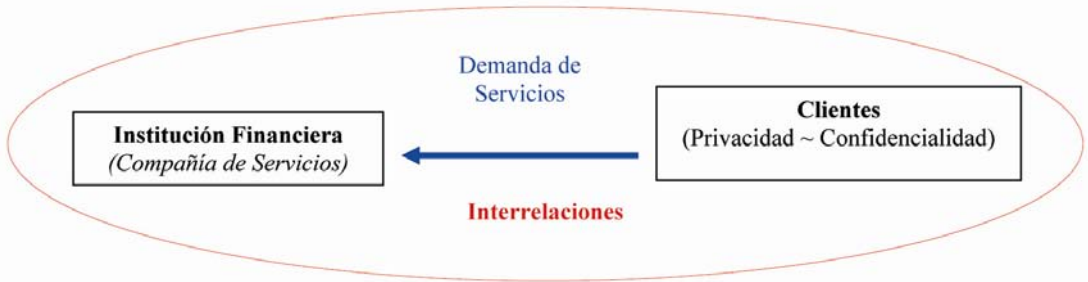 Demanda de
Servicios
Institución Financiera
(Compañía de Servicios)
Clientes
(Privacidad ~ Confidencialidad)
Interrelaciones